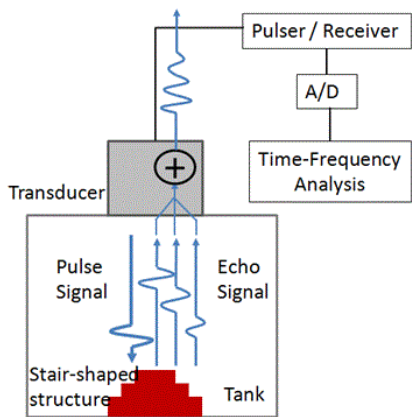 Pulser / Receiver
A/D
Time-Frequency
Analysis
Transducer
+
Pulse
Signal
Echo
Signal
Stair-shaped
structure
Tank